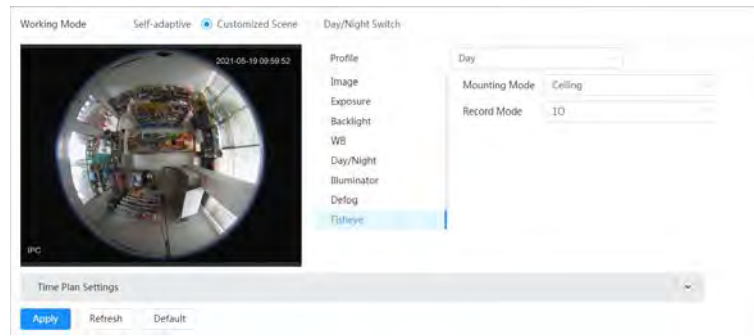 Working Mode Self-adaptive Customized Scene Day/Night Switch
2021-05-19 09:59:52
IPC
Profile Day
Image
Exposure
Backlight
WB
Day/Night
Illuminator
Defog
Fisheye
Mounting Mode Ceiling
Record Mode 1O
Time Plan Settings
Apply Refresh Default